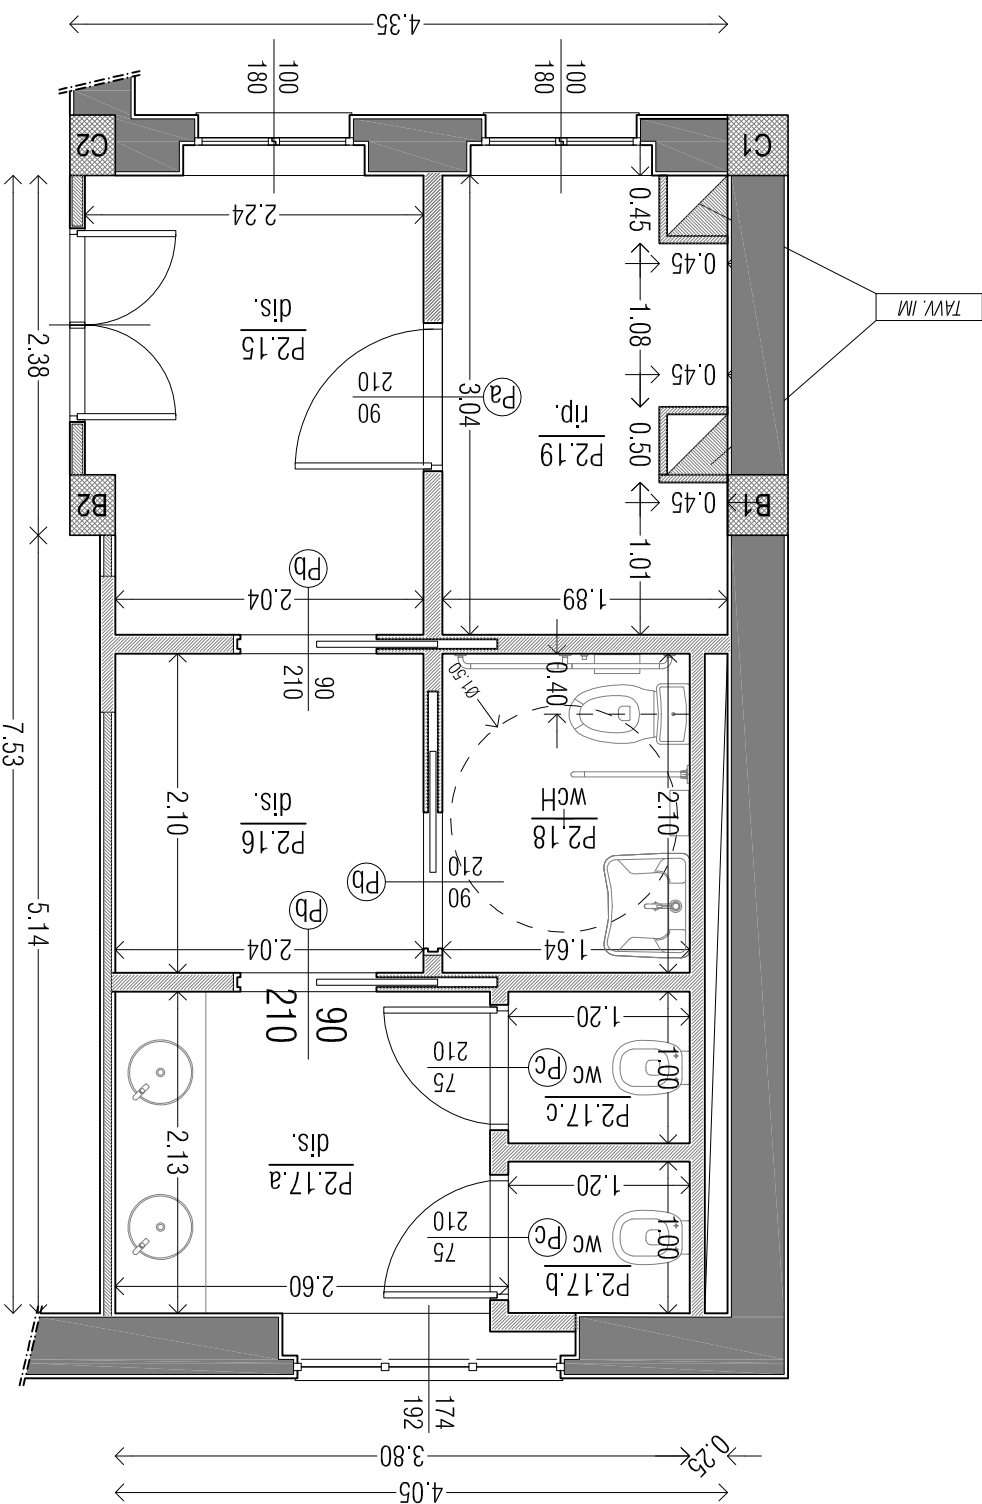 4.35
100
180
100
180
C2
C1
2.24
0.45
0.45
TAVV. IM
P2.15
dis.
1.08
2.38
90
210
Pa
3.04
0.45
P2.19
rip.
0.50
B2
0.45
B1
1.01
Pb
2.04
1.89
90
210
0.40
Ø1.50
7.53
2.10
P2.16
dis.
P2.18
wcH
2.10
90
210
Pb
Pb
5.14
2.04
1.64
90
210
1.20
75
210
Pc
wc
1.00
P2.17.c
2.13
P2.17.a
dis.
1.20
75
210
Pc
wc
1.00
P2.17.b
2.60
174
192
3.80
0.25
4.05